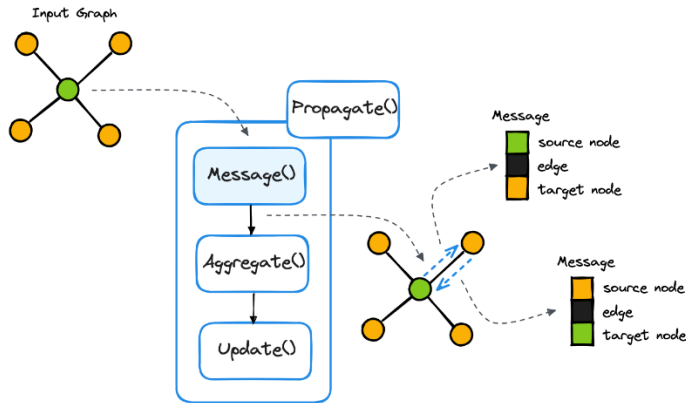 Input Graph
Propagate()
Message()
Aggregate()
Update()
Message
source node
edge
target node
Message
source node
edge
target node